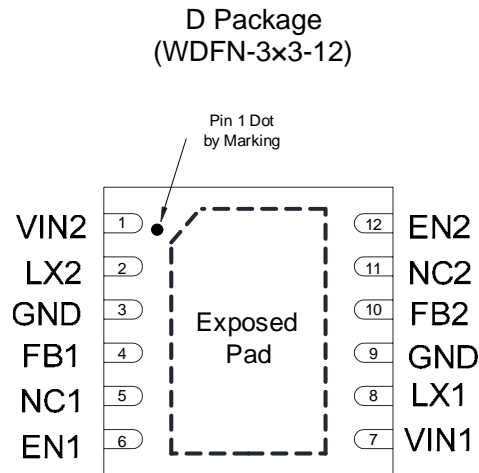 D Package
(WDFN-3×3-12)
Pin 1 Dot
by Marking
VIN2 1 12 EN2
LX2 2 11 NC2
GND 3 10 FB2
FB1 4 9 GND
NC1 5 8 LX1
EN1 6 7 VIN1
Exposed
Pad